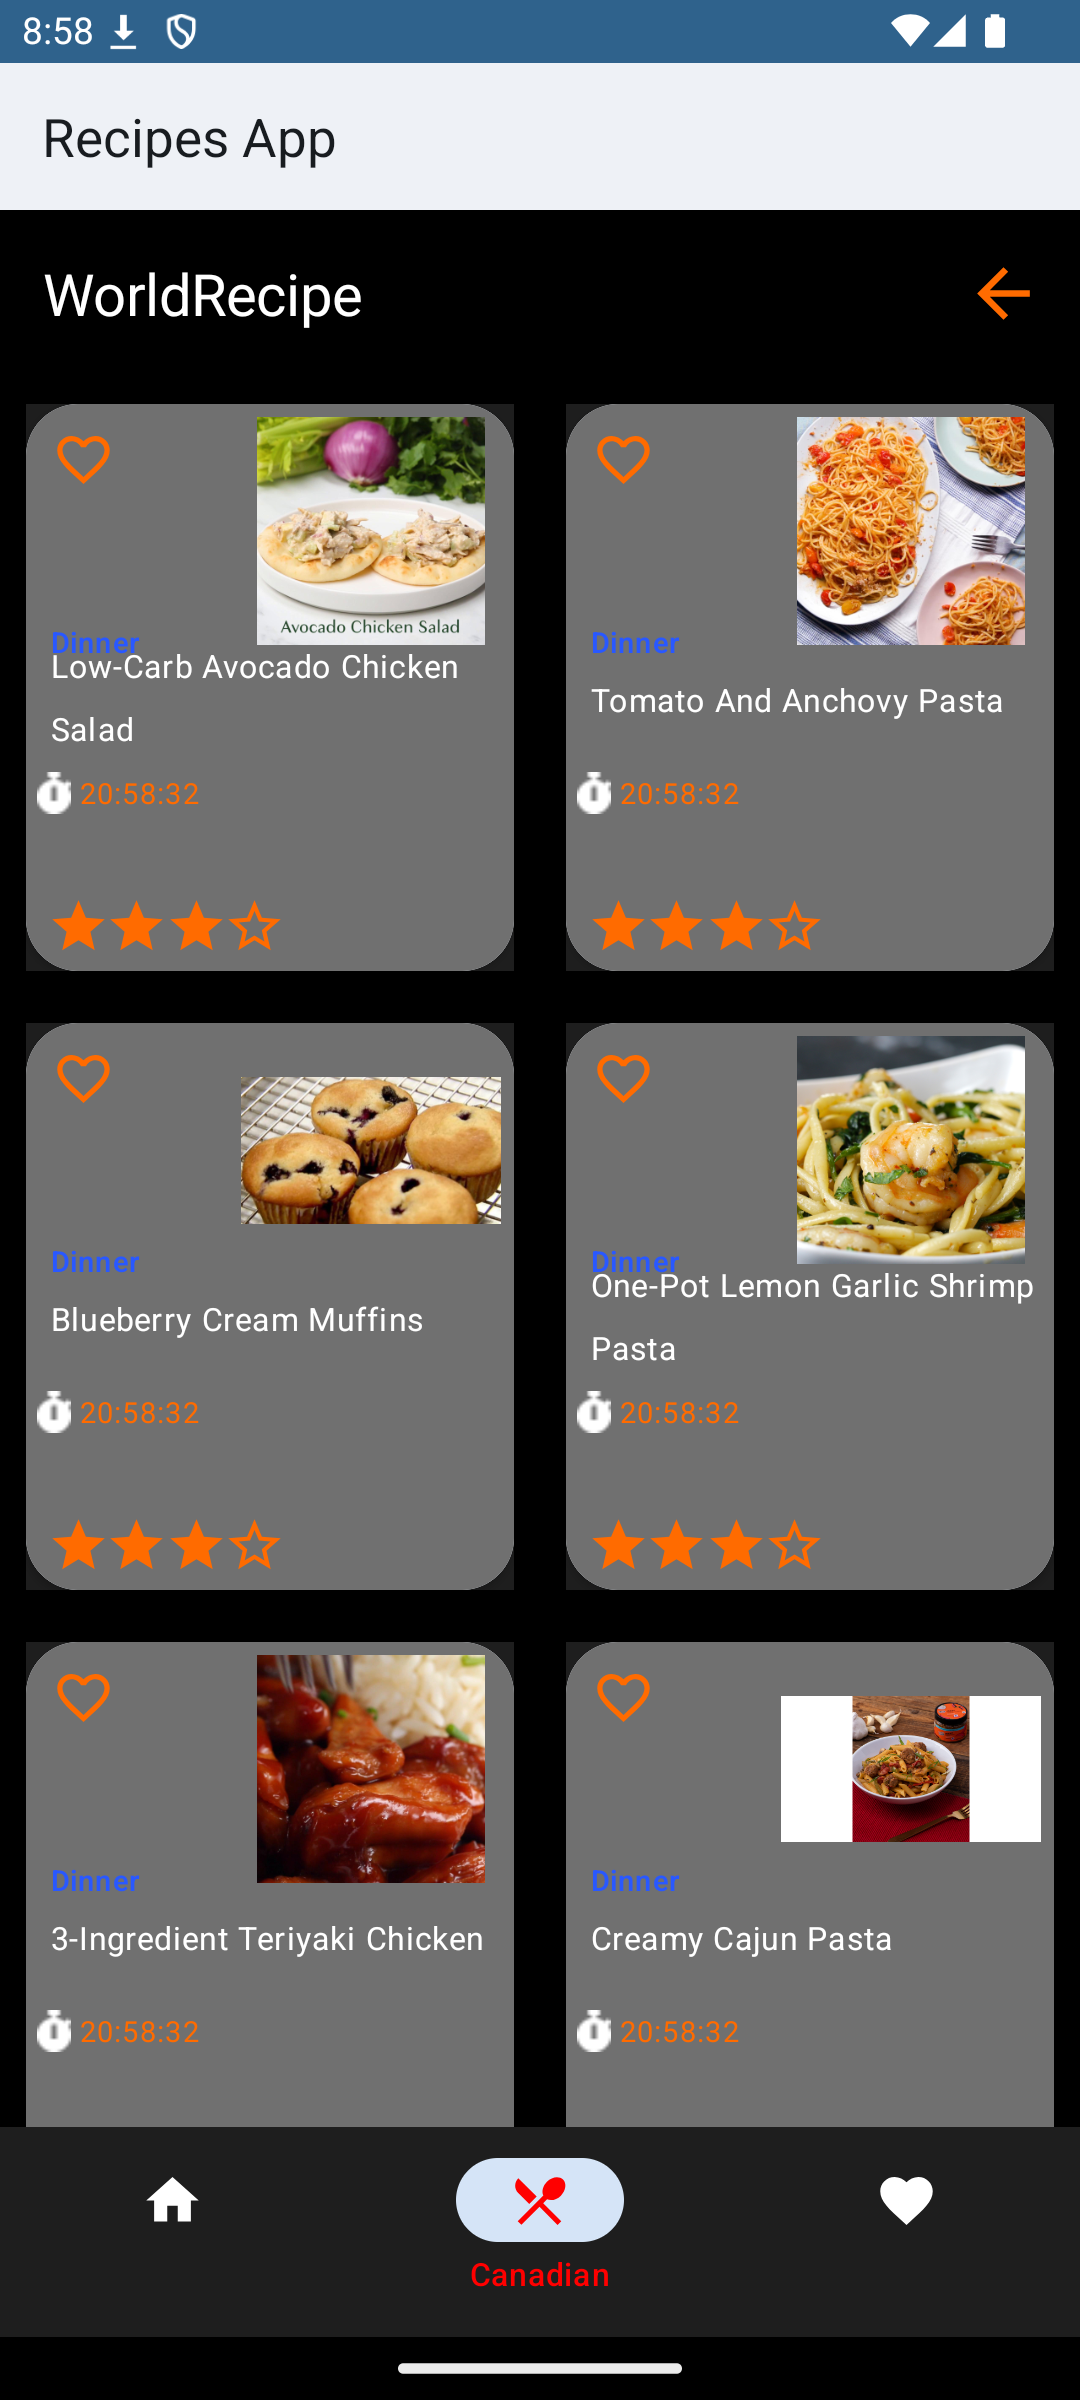 8:58
Recipes App
WorldRecipe
Avocado Chicken Salad
Dinner
Low-Carb Avocado Chicken
Salad
20:58:32
Dinner
Tomato And Anchovy Pasta
20:58:32
Dinner
Blueberry Cream Muffins
20:58:32
Dinner
One-Pot Lemon Garlic Shrimp
Pasta
20:58:32
Dinner
3-Ingredient Teriyaki Chicken
20:58:32
Dinner
Creamy Cajun Pasta
20:58:32
Canadian